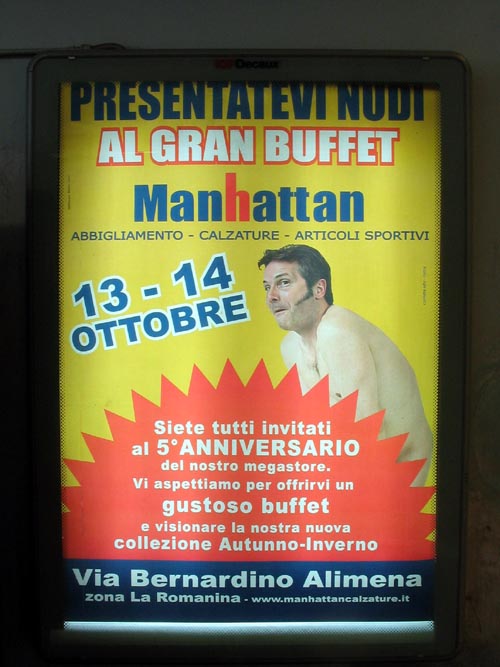 IGPDecaux
PRESENTATEVI NUDI
AL GRAN BUFFET
Manhattan
ABBIGLIAMENTO - CALZATURE - ARTICOLI SPORTIVI
13 - 14
OTTOBRE
Siete tutti invitati
al 5°ANNIVERSARIO
del nostro megastore.
Vi aspettiamo per offrirvi un
gustoso buffet
e visionare la nostra nuova
collezione Autunno-Inverno
Via Bernardino Alimena
zona La Romanina - www.manhattancalzature.it